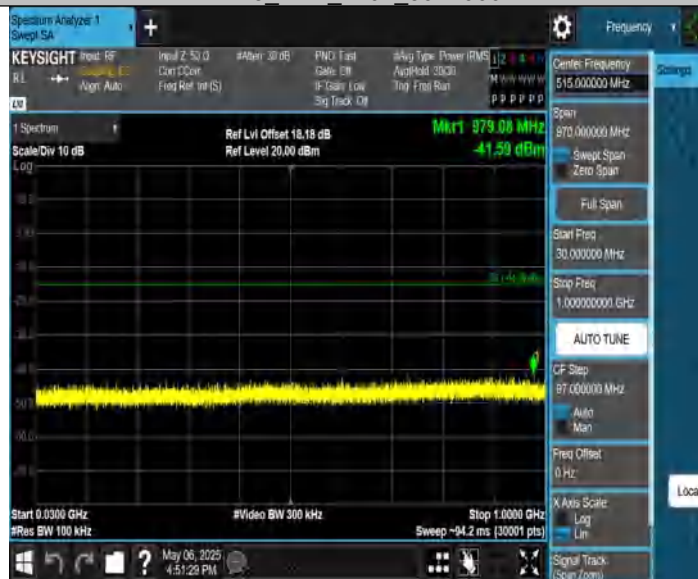 Spectrum Analyzer 1
Swept SA
+
Frequency
KEYSIGHT
Input: RF
Input Z: 50 Ω
#Atten: 30 dB
PNO: Fast
#Avg Type: Power (RMS
Corr CCorr
Gate: Off
Avg|Hold: 30/30
Align: Auto
Freq Ref: Int (S)
IF Gain: Low
Trig: Free Run
Sig Track: Off
P P P P P P
1 Spectrum
Scale/Div 10 dB
Log
Ref Lvl Offset 18.18 dB
Ref Level 20.00 dBm
Mkr1 979.08 MHz
-41.59 dBm
Start 0.0300 GHz
#Res BW 100 kHz
#Video BW 300 kHz
Stop 1.0000 GHz
Sweep ~94.2 ms (30001 pts)
Center Frequency
515.000000 MHz
Settings
Span
970.000000 MHz
Swept Span
Zero Span
Full Span
Start Freq
30.000000 MHz
Stop Freq
1.000000000 GHz
AUTO TUNE
CF Step
97.000000 MHz
Auto
Man
Freq Offset
0 Hz
X Axis Scale
Log
Lin
Signal Track
(Span Zoom)
Loca
?
May 06, 2025
4:51:29 PM